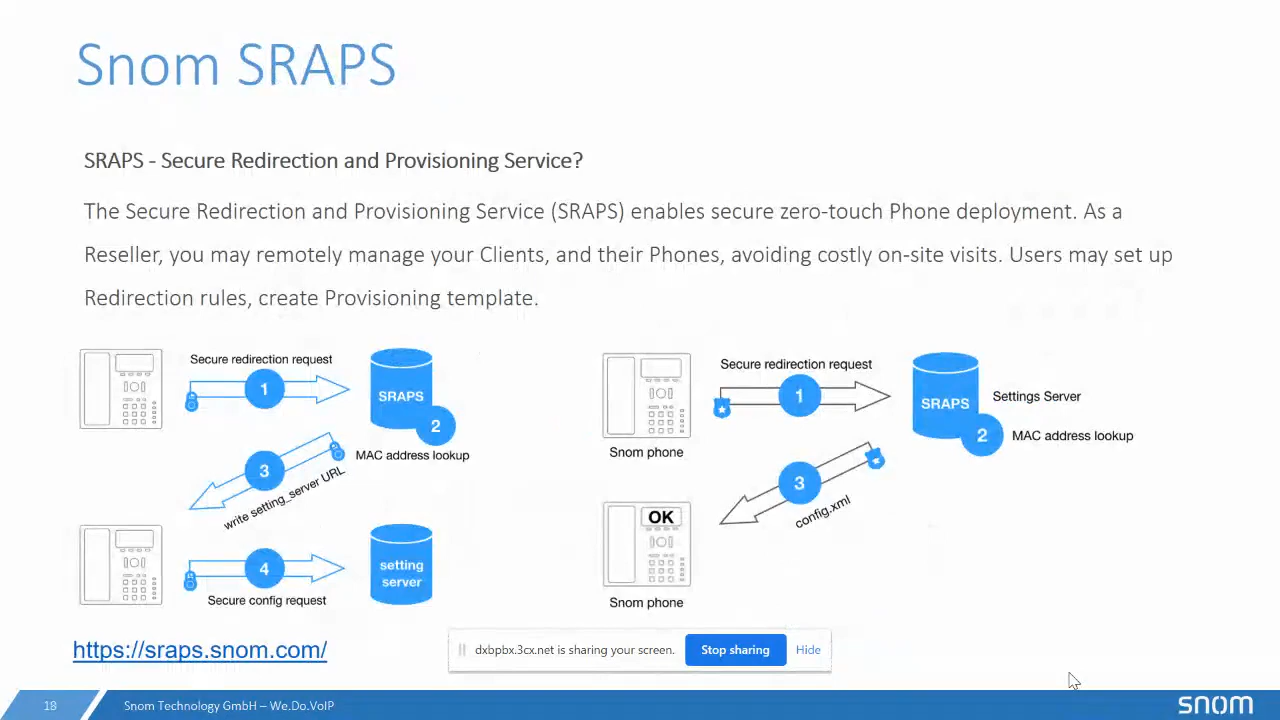 Snom SRAPS
SRAPS - Secure Redirection and Provisioning Service?
The Secure Redirection and Provisioning Service (SRAPS) enables secure zero-touch Phone deployment. As a
Reseller, you may remotely manage your Clients, and their Phones, avoiding costly on-site visits. Users may set up
Redirection rules, create Provisioning template.
Secure redirection request
1
SRAPS
2
MAC address lookup
3
write setting_server URL
4
setting
server
Secure config request
Secure redirection request
1
SRAPS
Settings Server
2
MAC address lookup
Snom phone
3
config.xml
OK
Snom phone
https://sraps.snom.com/
dxbpbx.3cx.net is sharing your screen.
Stop sharing
Hide
18
Snom Technology GmbH – We.Do.VoIP
snom